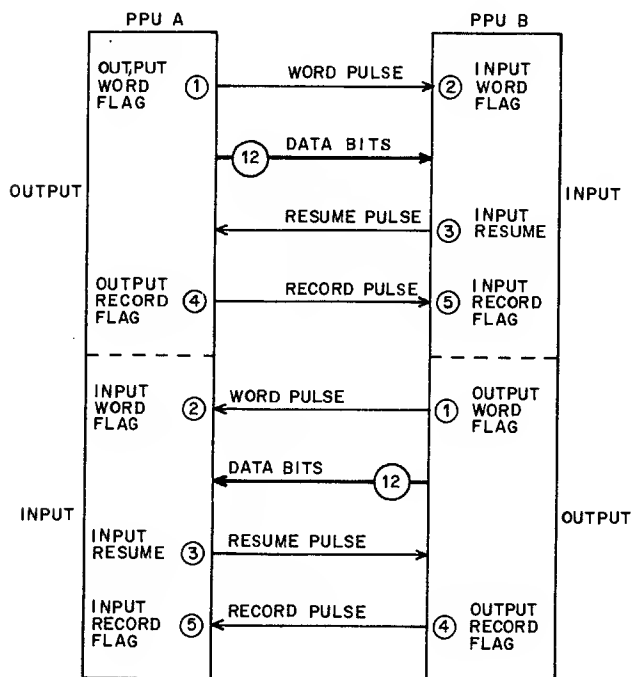 PPU A
PPU B
OUTPUT
WORD
FLAG
1
WORD PULSE
2
INPUT
WORD
FLAG
12
DATA BITS
OUTPUT
INPUT
RESUME PULSE
3
INPUT
RESUME
OUTPUT
RECORD
FLAG
4
RECORD PULSE
5
INPUT
RECORD
FLAG
INPUT
WORD
FLAG
2
WORD PULSE
1
OUTPUT
WORD
FLAG
DATA BITS
12
INPUT
OUTPUT
INPUT
RESUME
3
RESUME PULSE
INPUT
RECORD
FLAG
5
RECORD PULSE
4
OUTPUT
RECORD
FLAG